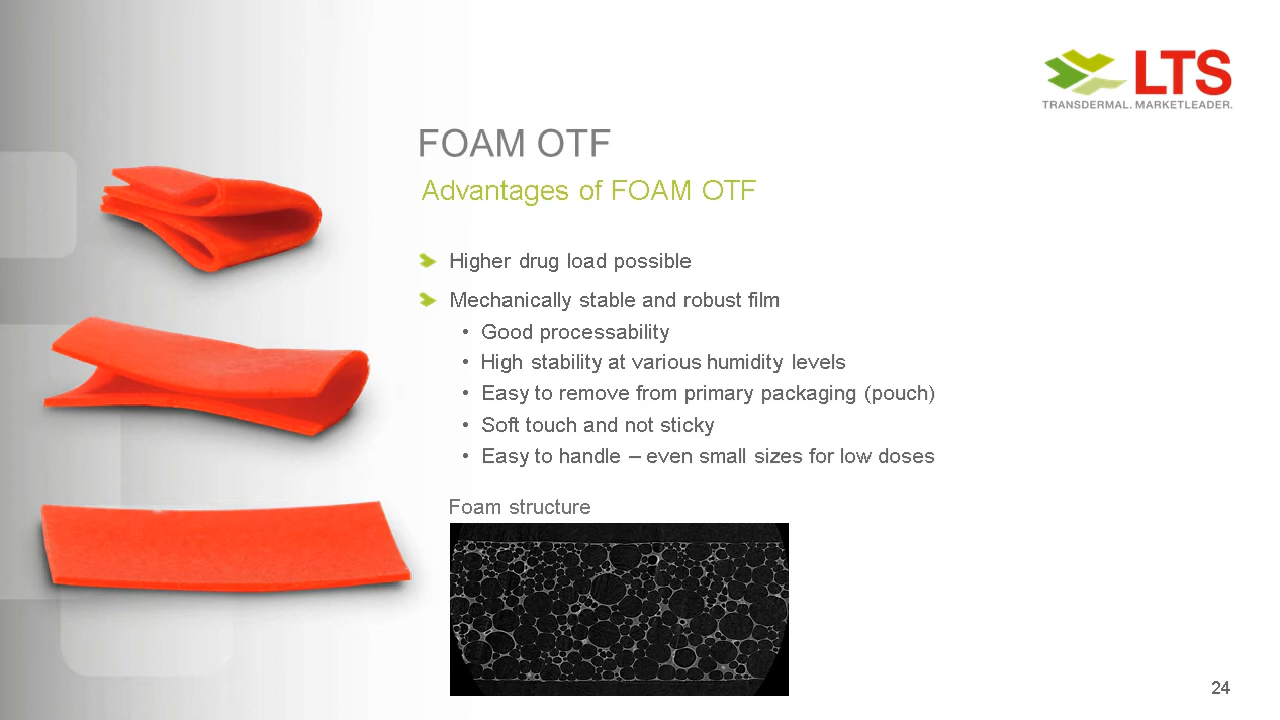 LTS
TRANSDERMAL. MARKETLEADER.
FOAM OTF
Advantages of FOAM OTF
Higher drug load possible
Mechanically stable and robust film
• Good processability
• High stability at various humidity levels
• Easy to remove from primary packaging (pouch)
• Soft touch and not sticky
• Easy to handle – even small sizes for low doses
Foam structure
24